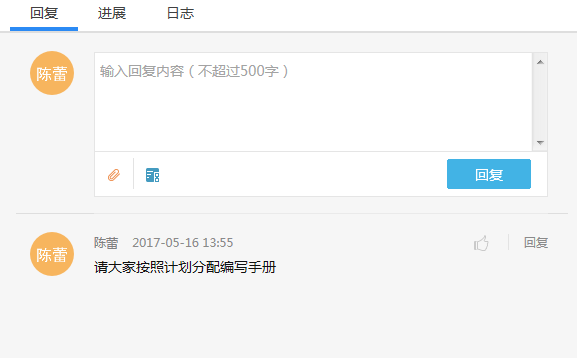 回复 进展 日志
陈蕾
输入回复内容（不超过500字）
回复
陈蕾
陈蕾 2017-05-16 13:55 回复
请大家按照计划分配编写手册